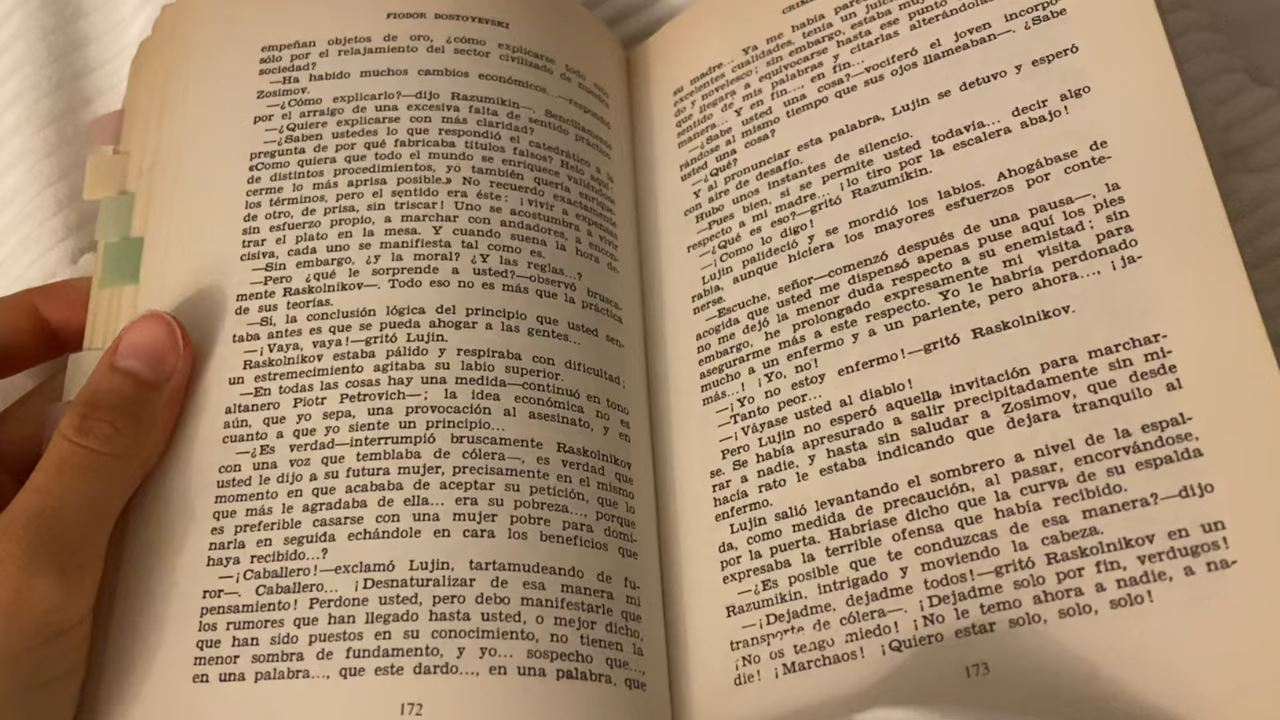 FIODOR DOSTOYEVSKI
empeñan objetos de oro, ¿cómo explicarse todo esto
sólo por el relajamiento del sector civilizado de nuestra
sociedad?
—Ha habido muchos cambios económicos...—respondió
Zosimov.
—¿Cómo explicarlo?—dijo Razumikin—. Sencillamente
por el arraigo de una excesiva falta de sentido práctico
—¿Quiere explicarse con más claridad?
—¿Saben ustedes lo que respondió el catedrático a la
pregunta de por qué fabricaba títulos falsos? Helo aquí:
«Como quiera que todo el mundo se enriquece valiéndose
de distintos procedimientos, yo también quería enrique-
cerme lo más aprisa posible.» No recuerdo exactamente
los términos, pero el sentido era éste: ¡vivir a expensas
de otro, de prisa, sin triscar! Uno se acostumbra a vivir
sin esfuerzo propio, a marchar con andadores, a encon-
trar el plato en la mesa. Y cuando suena la hora de-
cisiva, cada uno se manifiesta tal como es.
—Sin embargo, ¿y la moral? ¿Y las reglas...?
—Pero ¿qué le sorprende a usted?—observó brusca-
mente Raskolnikov—. Todo eso no es más que la práctica
de sus teorías.
—Sí, la conclusión lógica del principio que usted sen-
taba antes es que se pueda ahogar a las gentes...
—¡Vaya, vaya!—gritó Lujin.
Raskolnikov estaba pálido y respiraba con dificultad;
un estremecimiento agitaba su labio superior.
—En todas las cosas hay una medida—continuó en tono
altanero Piotr Petrovich—; la idea económica no es
aún, que yo sepa, una provocación al asesinato, y en
cuanto a que yo siente un principio...
—¿Es verdad—interrumpió bruscamente Raskolnikov
con una voz que temblaba de cólera—, es verdad que
usted le dijo a su futura mujer, precisamente en el mismo
momento en que acababa de aceptar su petición, que lo
que más le agradaba de ella... era su pobreza..., porque
es preferible casarse con una mujer pobre para domi-
narla en seguida echándole en cara los beneficios que
haya recibido...?
—¡Caballero!—exclamó Lujin, tartamudeando de fu-
ror—. Caballero... ¡Desnaturalizar de esa manera mi
pensamiento! Perdone usted, pero debo manifestarle que
los rumores que han llegado hasta usted, o mejor dicho,
que han sido puestos en su conocimiento, no tienen la
menor sombra de fundamento, y yo... sospecho que...,
en una palabra..., que este dardo..., en una palabra, que
172
su madre... Ya me había
excelentes cualidades, tenía un
do y novelesco; sin embargo, estaba muy
que llegara a equivocarse hasta ese punto
sentido de mis palabras y citarlas alterándolas
manera... Y en fin..., en fin...
—¿Sabe usted una cosa?—vociferó el joven incorpo-
rándose al mismo tiempo que sus ojos llameaban—. ¿Sabe
usted una cosa?
—¿Qué?
Y al pronunciar esta palabra, Lujin se detuvo y esperó
con aire de desafío.
Hubo unos instantes de silencio.
—Pues bien, si se permite usted todavía... decir algo
respecto a mi madre... ¡lo tiro por la escalera abajo!
—¿Qué es eso?—gritó Razumikin.
—¡Como lo digo!
Lujin palideció y se mordió los labios. Ahogábase de
rabia, aunque hiciera los mayores esfuerzos por conte-
nerse.
—Escuche, señor—comenzó después de una pausa—, la
acogida que usted me dispensó apenas puse aquí los pies
no me dejó la menor duda respecto a su enemistad; sin
embargo, he prolongado expresamente mi visita para
asegurarme más a este respecto. Yo le habría perdonado
mucho a un enfermo y a un pariente, pero ahora..., ¡ja-
más...! ¡Yo, no!
—¡Yo no estoy enfermo!—gritó Raskolnikov.
—Tanto peor...
—¡Váyase usted al diablo!
Pero Lujin no esperó aquella invitación para marchar-
se. Se había apresurado a salir precipitadamente sin mi-
rar a nadie, y hasta sin saludar a Zosimov, que desde
hacía rato le estaba indicando que dejara tranquilo al
enfermo.
Lujin salió levantando el sombrero a nivel de la espal-
da, como medida de precaución, al pasar, encorvándose,
por la puerta. Habríase dicho que la curva de su espalda
expresaba la terrible ofensa que había recibido.
—¿Es posible que te conduzcas de esa manera?—dijo
Razumikin, intrigado y moviendo la cabeza.
—¡Dejadme, dejadme todos!—gritó Raskolnikov en un
transporte de cólera—. ¡Dejadme solo por fin, verdugos!
¡No os tengo miedo! ¡No le temo ahora a nadie, a na-
die! ¡Marchaos! ¡Quiero estar solo, solo, solo!
173